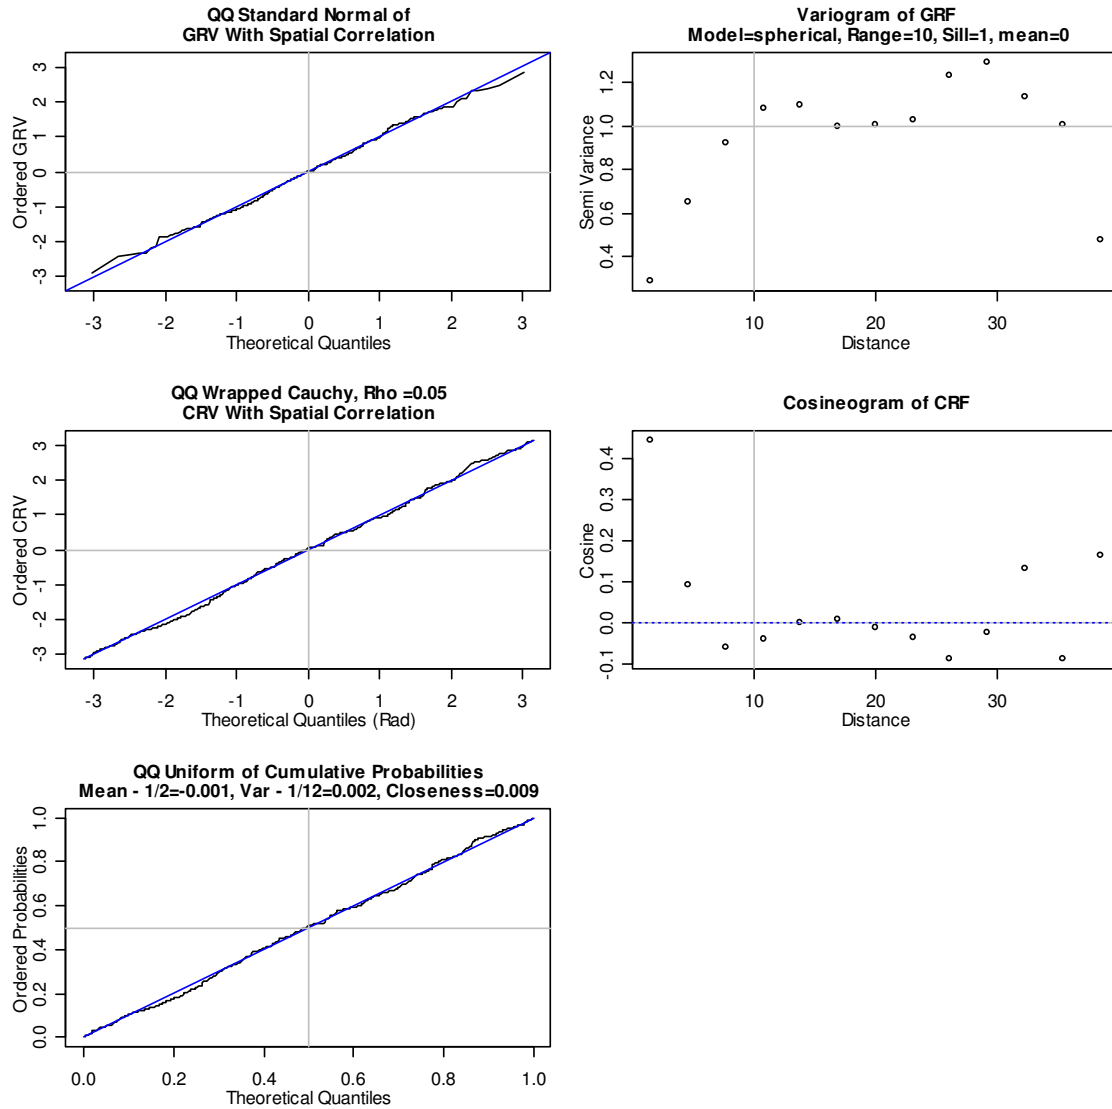 QQ Standard Normal of
GRV With Spatial Correlation
Ordered GRV
3
2
1
0
-1
-2
-3
-3 -2 -1 0 1 2 3
Theoretical Quantiles
Variogram of GRF
Model=spherical, Range=10, Sill=1, mean=0
Semi Variance
1.2
1.0
0.8
0.6
0.4
10 20 30
Distance
QQ Wrapped Cauchy, Rho =0.05
CRV With Spatial Correlation
Ordered CRV
3
2
1
0
-1
-2
-3
-3 -2 -1 0 1 2 3
Theoretical Quantiles (Rad)
Cosineogram of CRF
Cosine
0.4
0.3
0.2
0.1
0.0
-0.1
10 20 30
Distance
QQ Uniform of Cumulative Probabilities
Mean - 1/2=-0.001, Var - 1/12=0.002, Closeness=0.009
Ordered Probabilities
1.0
0.8
0.6
0.4
0.2
0.0
0.0 0.2 0.4 0.6 0.8 1.0
Theoretical Quantiles